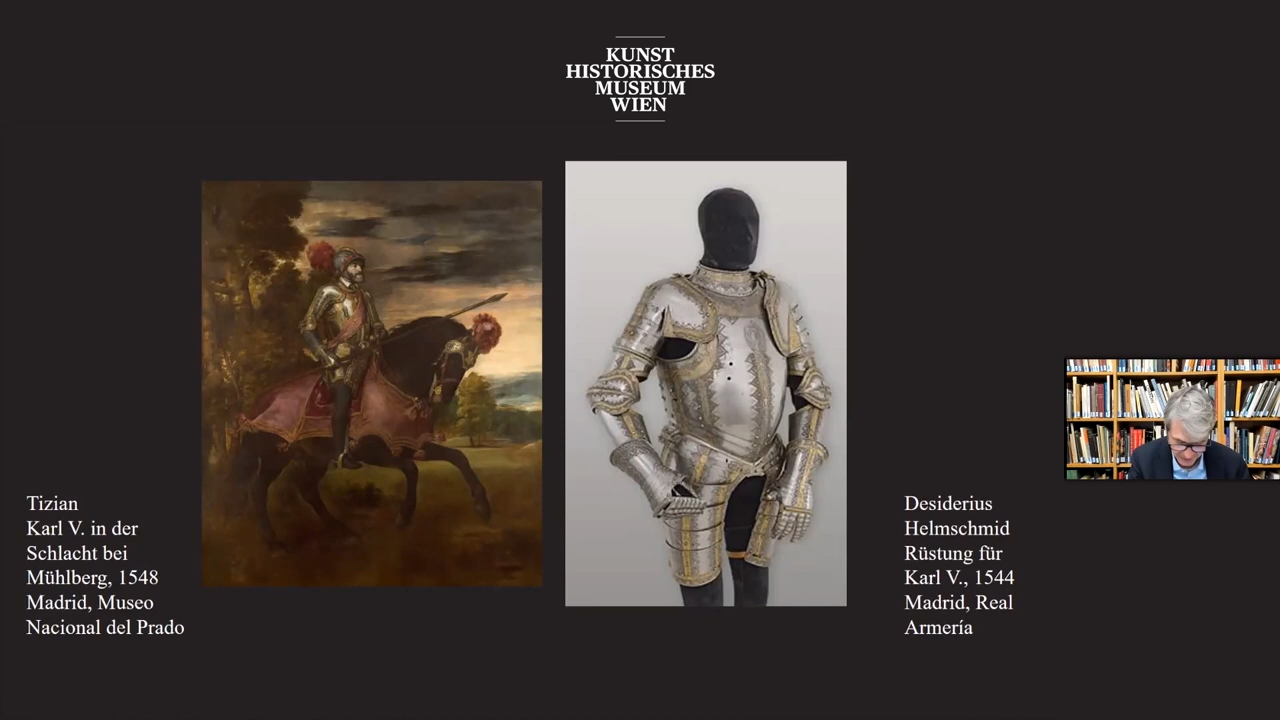 KUNST
HISTORISCHES
MUSEUM
WIEN
Tizian
Karl V. in der
Schlacht bei
Mühlberg, 1548
Madrid, Museo
Nacional del Prado
Desiderius
Helmschmid
Rüstung für
Karl V., 1544
Madrid, Real
Armería